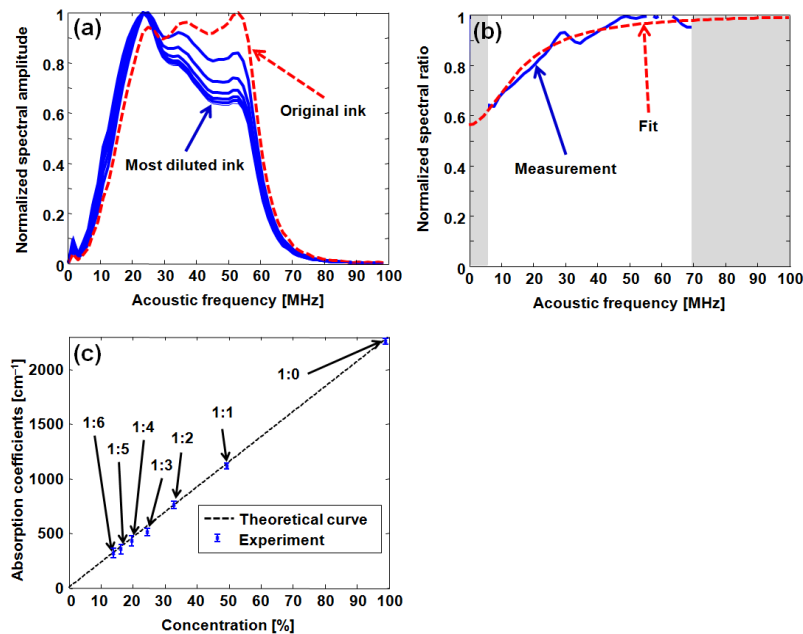 (a)
Normalized spectral amplitude
1
0.8
0.6
0.4
0.2
0
Original ink
Most diluted ink
0 10 20 30 40 50 60 70 80 90 100
Acoustic frequency [MHz]
(b)
Normalized spectral ratio
1
0.8
0.6
0.4
0.2
0
Fit
Measurement
0 10 20 30 40 50 60 70 80 90 100
Acoustic frequency [MHz]
(c)
Absorption coefficients [cm⁻¹]
2000
1500
1000
500
0
1:0
1:1
1:2
1:3
1:4
1:5
1:6
Theoretical curve
Experiment
0 10 20 30 40 50 60 70 80 90 100
Concentration [%]